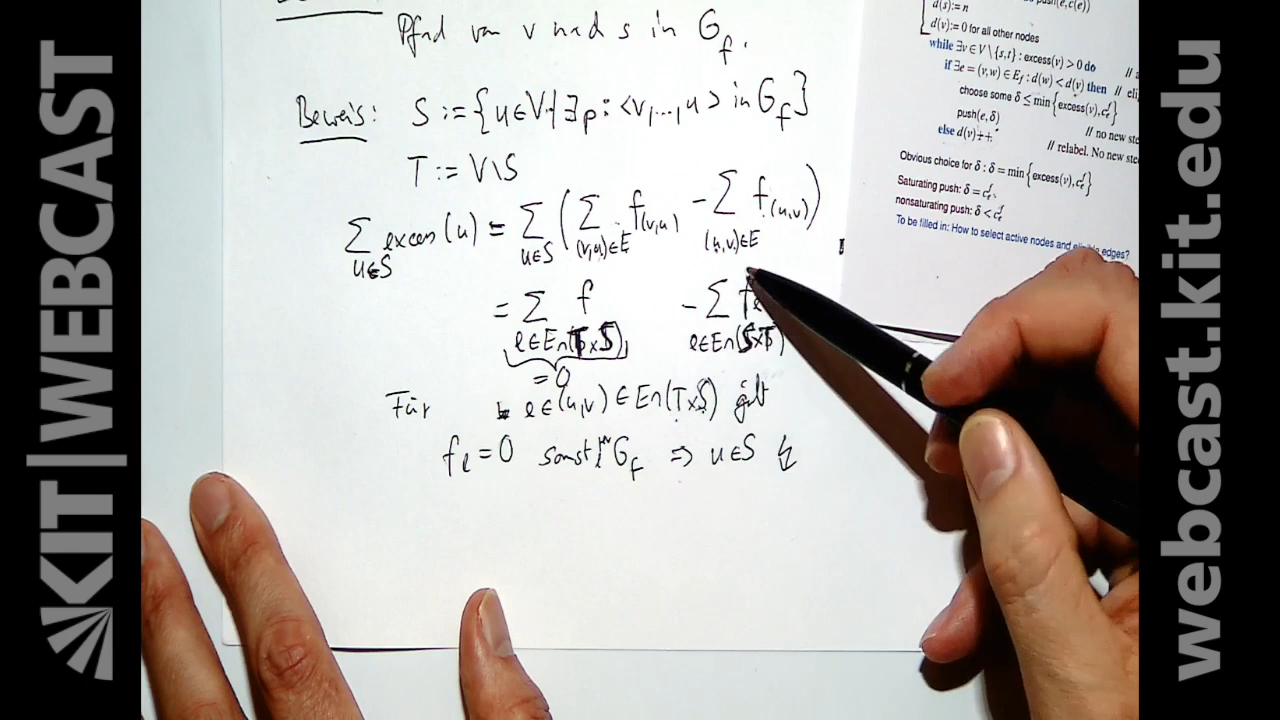 Pfad von v nach s in G_f.
Beweis: S := {u∈V | ∃p : <v,...,u> in G_f}
T := V\S
∑_{u∈S} excess(u) = ∑_{u∈S} ( ∑_{(v,u)∈E} f_{(v,u)} - ∑_{(u,v)∈E} f_{(u,v)} )
= ∑_{e∈E∩(T×S)} f - ∑_{e∈E∩(S×T)} f_e
= 0
Für e=(u,v) ∈ E∩(T×S) gilt
f_e = 0 sonst G_f ⇒ u∈S ↯
push(e,c(e))
d(s):= n
d(v):= 0 for all other nodes
while ∃v ∈ V \ {s,t} : excess(v) > 0 do //
if ∃e = (v,w) ∈ E_f : d(w) < d(v) then //
choose some δ ≤ min{excess(v),c_e^f}
push(e,δ) // no new
else d(v)++ // relabel. No new
Obvious choice for δ : δ = min{excess(v),c_e^f}
Saturating push: δ = c_e^f
nonsaturating push: δ < c_e^f
To be filled in: How to select active nodes and eligible edges?
KIT|WEBCAST
webcast.kit.edu